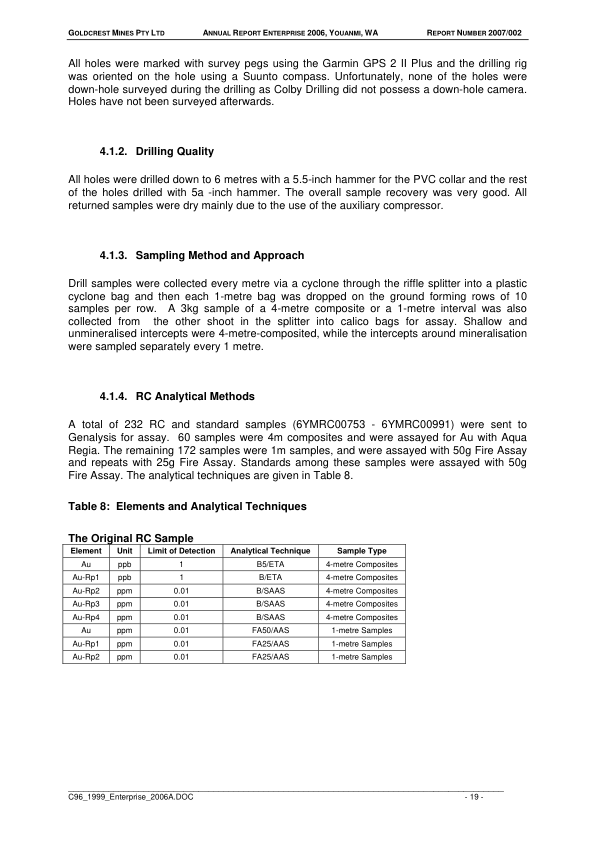 GOLDCREST MINES PTY LTD ANNUAL REPORT ENTERPRISE 2006, YOUANMI, WA REPORT NUMBER 2007/002
All holes were marked with survey pegs using the Garmin GPS 2 II Plus and the drilling rig
was oriented on the hole using a Suunto compass. Unfortunately, none of the holes were
down-hole surveyed during the drilling as Colby Drilling did not possess a down-hole camera.
Holes have not been surveyed afterwards.
4.1.2. Drilling Quality
All holes were drilled down to 6 metres with a 5.5-inch hammer for the PVC collar and the rest
of the holes drilled with 5a -inch hammer. The overall sample recovery was very good. All
returned samples were dry mainly due to the use of the auxiliary compressor.
4.1.3. Sampling Method and Approach
Drill samples were collected every metre via a cyclone through the riffle splitter into a plastic
cyclone bag and then each 1-metre bag was dropped on the ground forming rows of 10
samples per row. A 3kg sample of a 4-metre composite or a 1-metre interval was also
collected from the other shoot in the splitter into calico bags for assay. Shallow and
unmineralised intercepts were 4-metre-composited, while the intercepts around mineralisation
were sampled separately every 1 metre.
4.1.4. RC Analytical Methods
A total of 232 RC and standard samples (6YMRC00753 - 6YMRC00991) were sent to
Genalysis for assay. 60 samples were 4m composites and were assayed for Au with Aqua
Regia. The remaining 172 samples were 1m samples, and were assayed with 50g Fire Assay
and repeats with 25g Fire Assay. Standards among these samples were assayed with 50g
Fire Assay. The analytical techniques are given in Table 8.
Table 8: Elements and Analytical Techniques
The Original RC Sample
Element Unit Limit of Detection Analytical Technique Sample Type
Au ppb 1 B5/ETA 4-metre Composites
Au-Rp1 ppb 1 B/ETA 4-metre Composites
Au-Rp2 ppm 0.01 B/SAAS 4-metre Composites
Au-Rp3 ppm 0.01 B/SAAS 4-metre Composites
Au-Rp4 ppm 0.01 B/SAAS 4-metre Composites
Au ppm 0.01 FA50/AAS 1-metre Samples
Au-Rp1 ppm 0.01 FA25/AAS 1-metre Samples
Au-Rp2 ppm 0.01 FA25/AAS 1-metre Samples
C96_1999_Enterprise_2006A.DOC - 19 -